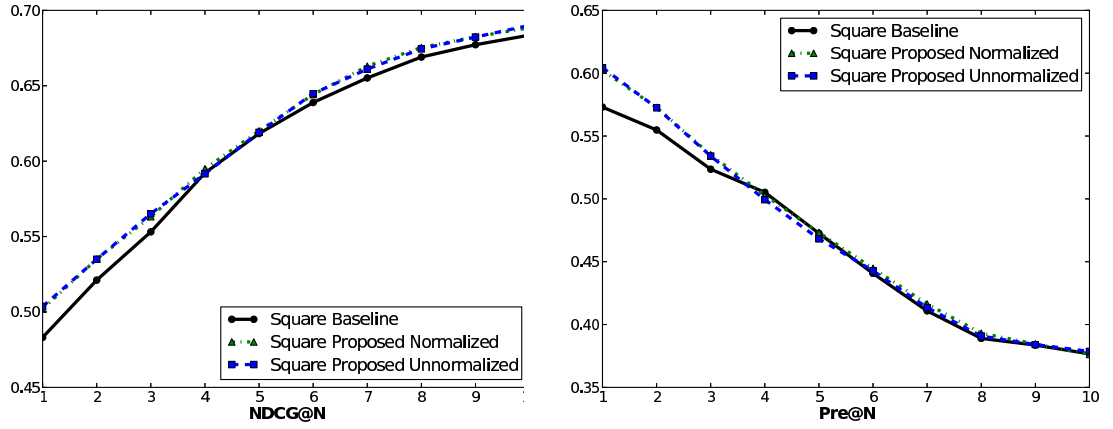 0.70
0.65
0.60
0.55
0.50
0.45
1 2 3 4 5 6 7 8 9
NDCG@N
Square Baseline
Square Proposed Normalized
Square Proposed Unnormalized
0.65
0.60
0.55
0.50
0.45
0.40
0.35
1 2 3 4 5 6 7 8 9 10
Pre@N
Square Baseline
Square Proposed Normalized
Square Proposed Unnormalized